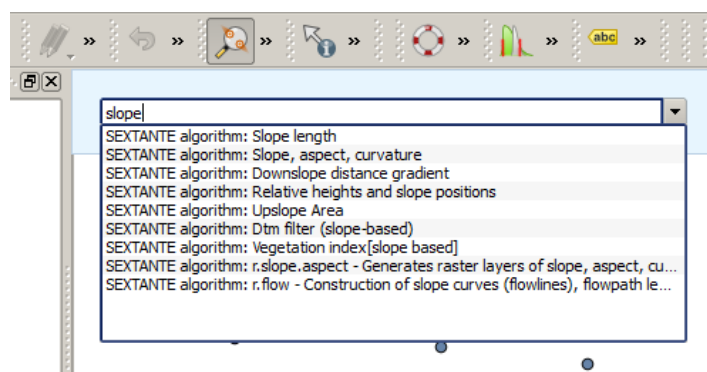 »
»
»
»
»
»
abc »
slope
SEXTANTE algorithm: Slope length
SEXTANTE algorithm: Slope, aspect, curvature
SEXTANTE algorithm: Downslope distance gradient
SEXTANTE algorithm: Relative heights and slope positions
SEXTANTE algorithm: Upslope Area
SEXTANTE algorithm: Dtm filter (slope-based)
SEXTANTE algorithm: Vegetation index[slope based]
SEXTANTE algorithm: r.slope.aspect - Generates raster layers of slope, aspect, cu...
SEXTANTE algorithm: r.flow - Construction of slope curves (flowlines), flowpath le...